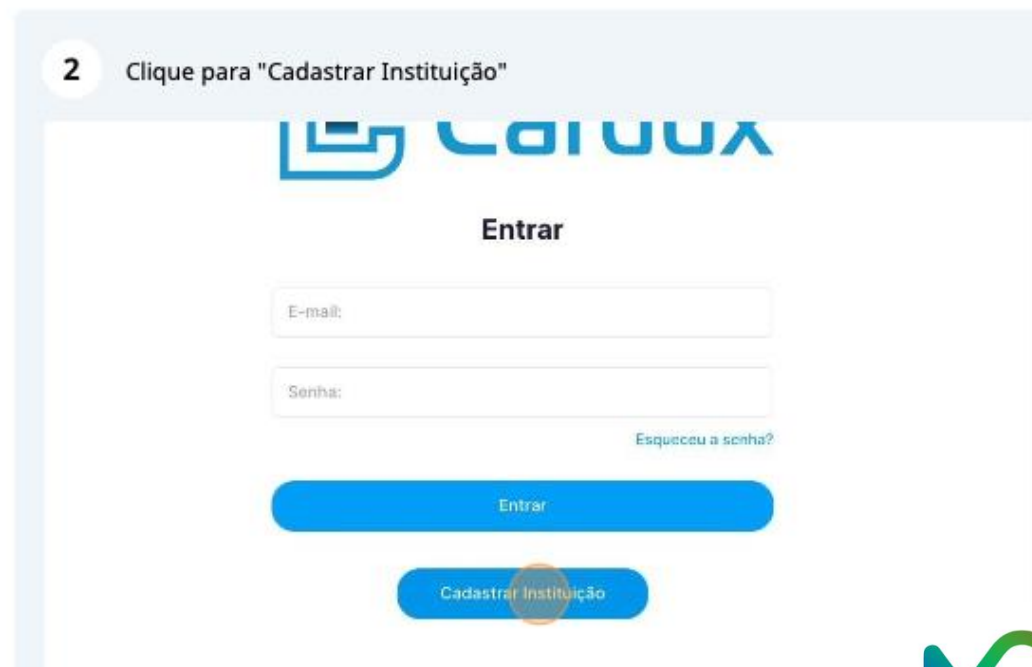 2 Clique para "Cadastrar Instituição"
Entrar
E-mail:
Senha:
Esqueceu a senha?
Entrar
Cadastrar Instituição